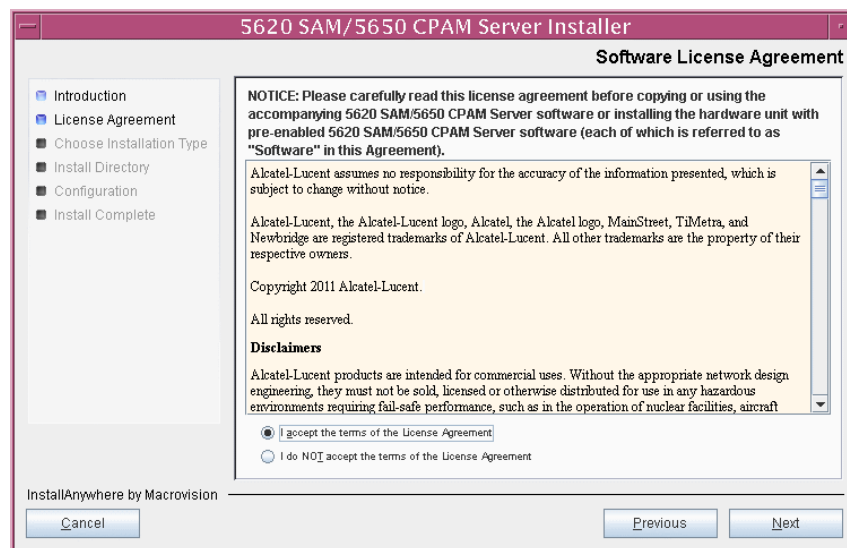 5620 SAM/5650 CPAM Server Installer
Software License Agreement
Introduction
License Agreement
Choose Installation Type
Install Directory
Configuration
Install Complete
NOTICE: Please carefully read this license agreement before copying or using the
accompanying 5620 SAM/5650 CPAM Server software or installing the hardware unit with
pre-enabled 5620 SAM/5650 CPAM Server software (each of which is referred to as
"Software" in this Agreement).
Alcatel-Lucent assumes no responsibility for the accuracy of the information presented, which is
subject to change without notice.
Alcatel-Lucent, the Alcatel-Lucent logo, Alcatel, the Alcatel logo, MainStreet, TiMetra, and
Newbridge are registered trademarks of Alcatel-Lucent. All other trademarks are the property of their
respective owners.
Copyright 2011 Alcatel-Lucent.
All rights reserved.
Disclaimers
Alcatel-Lucent products are intended for commercial uses. Without the appropriate network design
engineering, they must not be sold, licensed or otherwise distributed for use in any hazardous
environments requiring fail-safe performance, such as in the operation of nuclear facilities, aircraft
I accept the terms of the License Agreement
I do NOT accept the terms of the License Agreement
InstallAnywhere by Macrovision
Cancel
Previous
Next